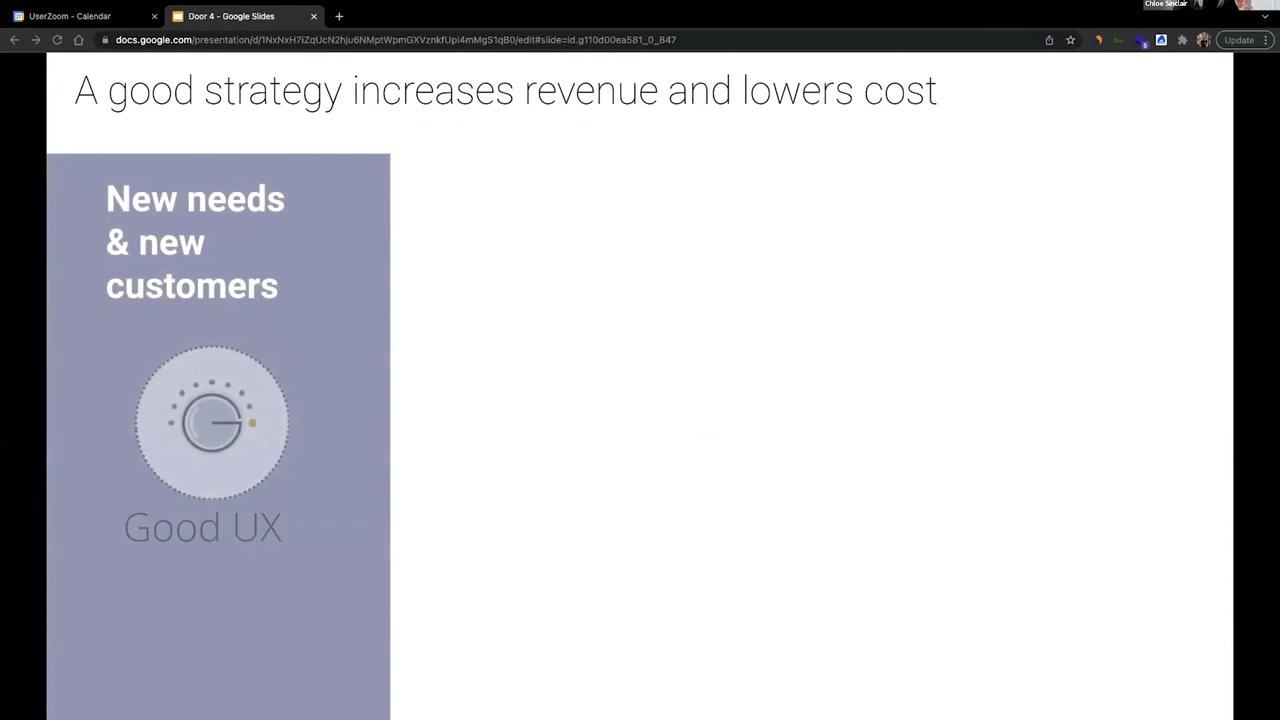 Chloe Sinclair
UserZoom - Calendar
Door 4 - Google Slides
docs.google.com/presentation/d/1NxNxH7iZqUcN2hju6NMptWpmGXVznkfUpi4mMgS1qB0/edit#slide=id.g110d00ea581_0_847
Update
A good strategy increases revenue and lowers cost
New needs
& new
customers
Good UX